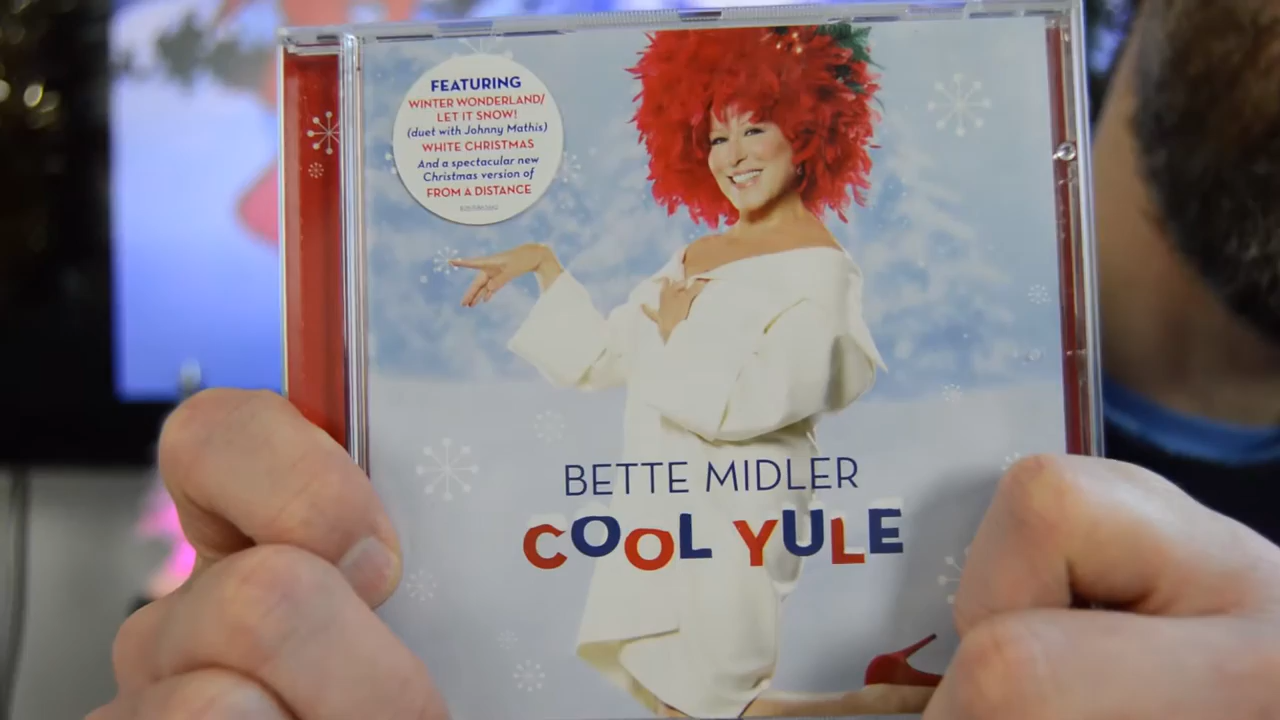 FEATURING
WINTER WONDERLAND/
LET IT SNOW!
(duet with Johnny Mathis)
WHITE CHRISTMAS
And a spectacular new
Christmas version of
FROM A DISTANCE
BETTE MIDLER
COOL YULE